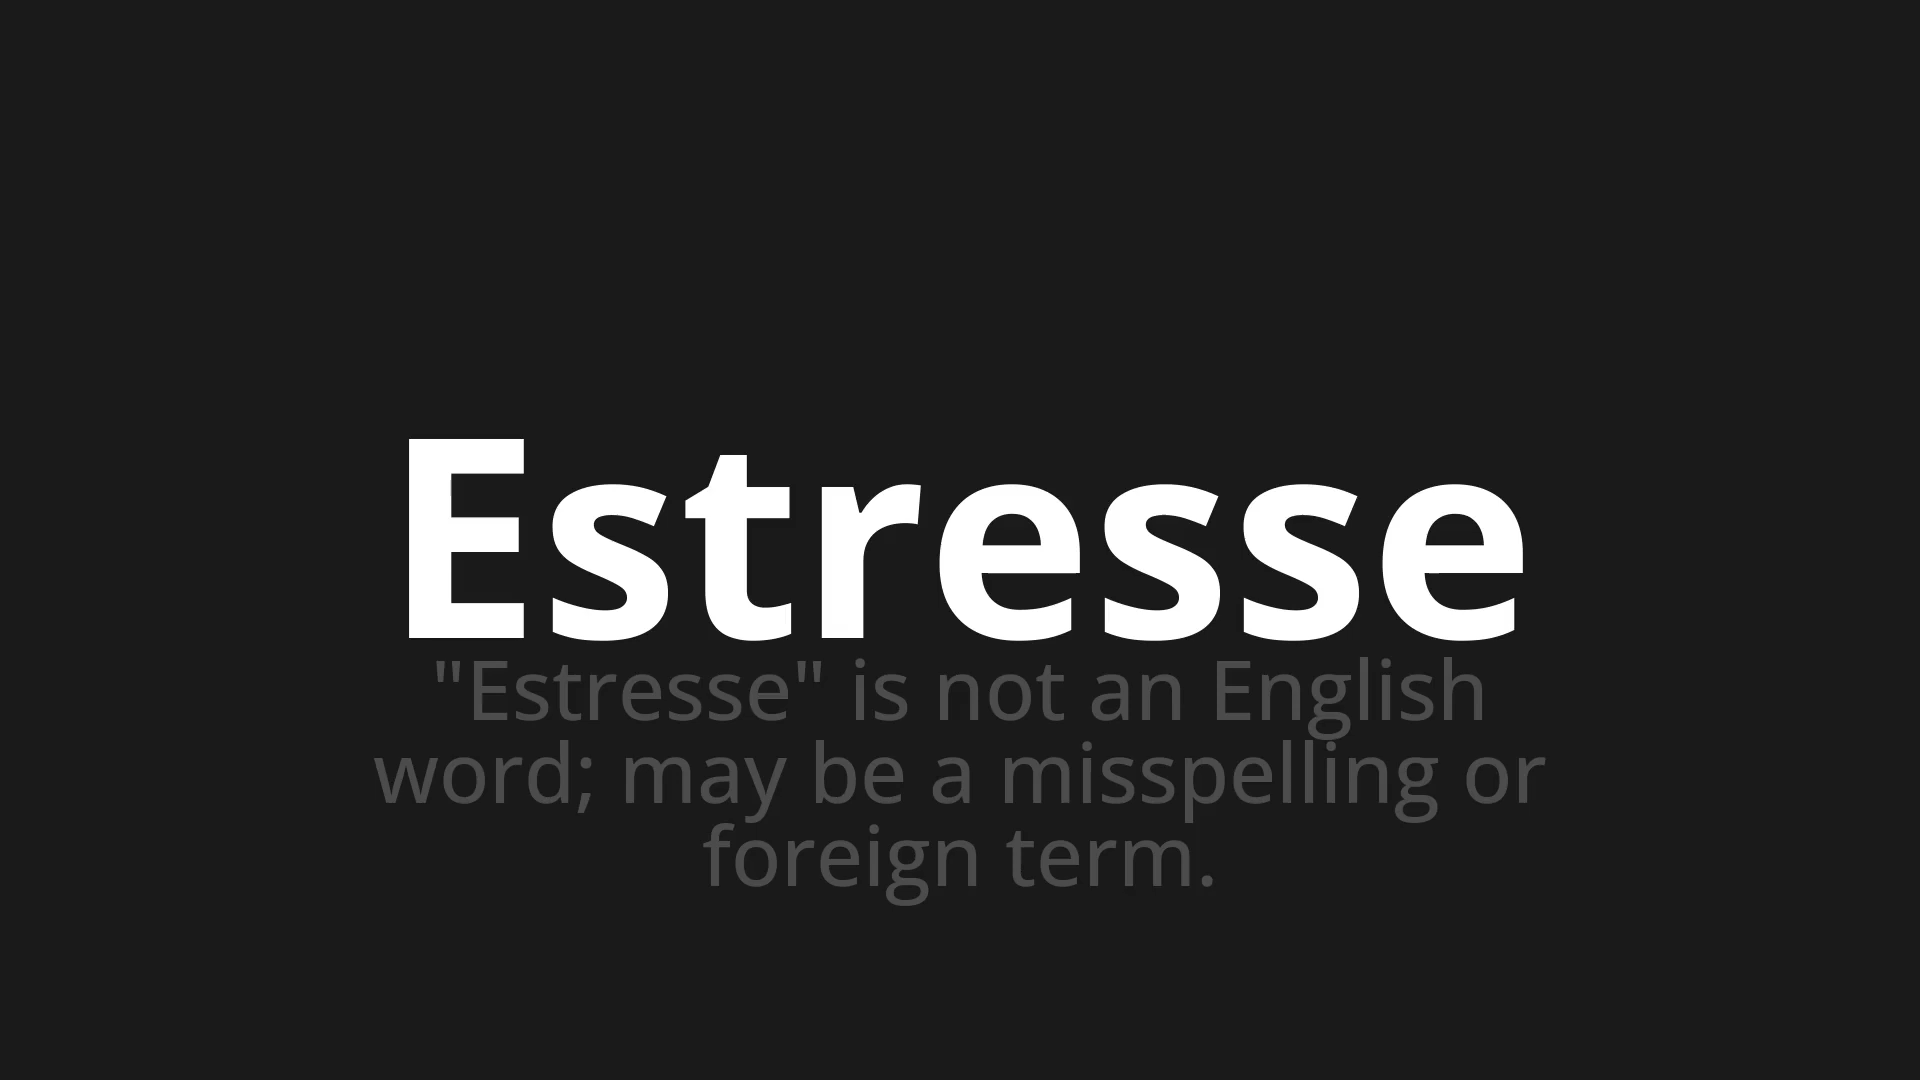 Estresse
"Estresse" is not an English
word; may be a misspelling or
foreign term.